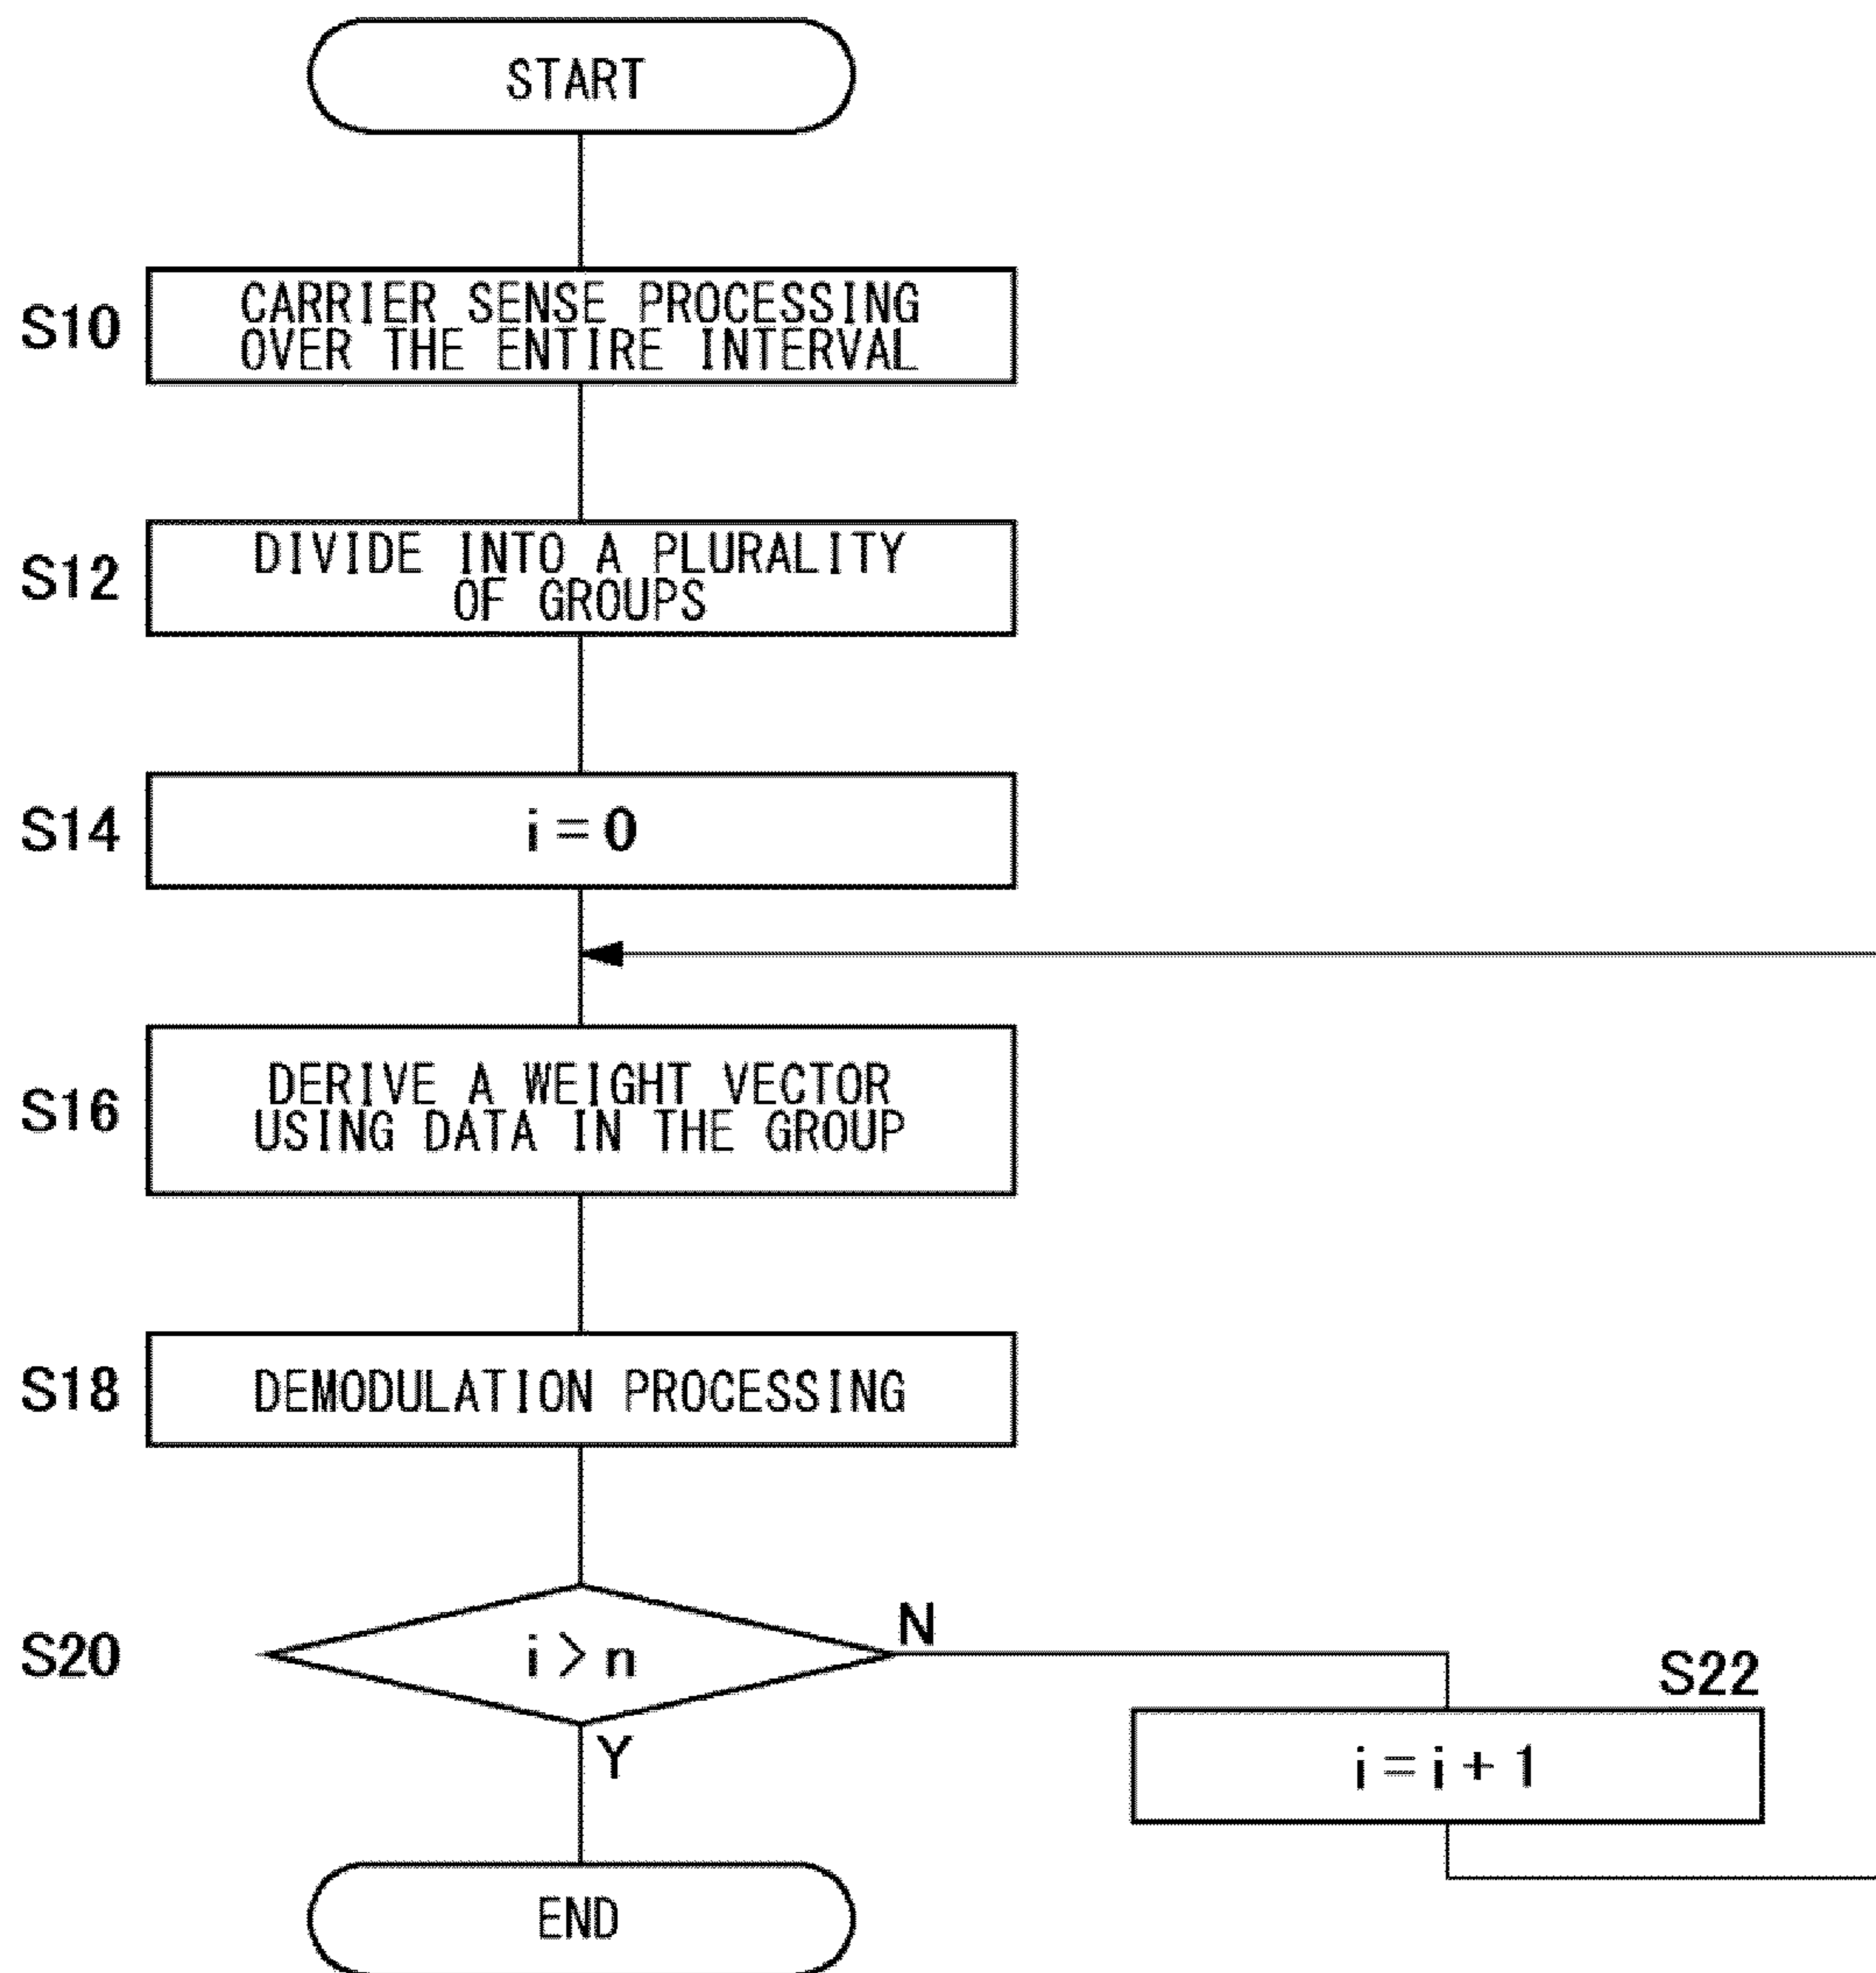 START
S10
CARRIER SENSE PROCESSING
OVER THE ENTIRE INTERVAL
S12
DIVIDE INTO A PLURALITY
OF GROUPS
S14
i = 0
S16
DERIVE A WEIGHT VECTOR
USING DATA IN THE GROUP
S18
DEMODULATION PROCESSING
S20
i > n
N
Y
S22
i = i + 1
END